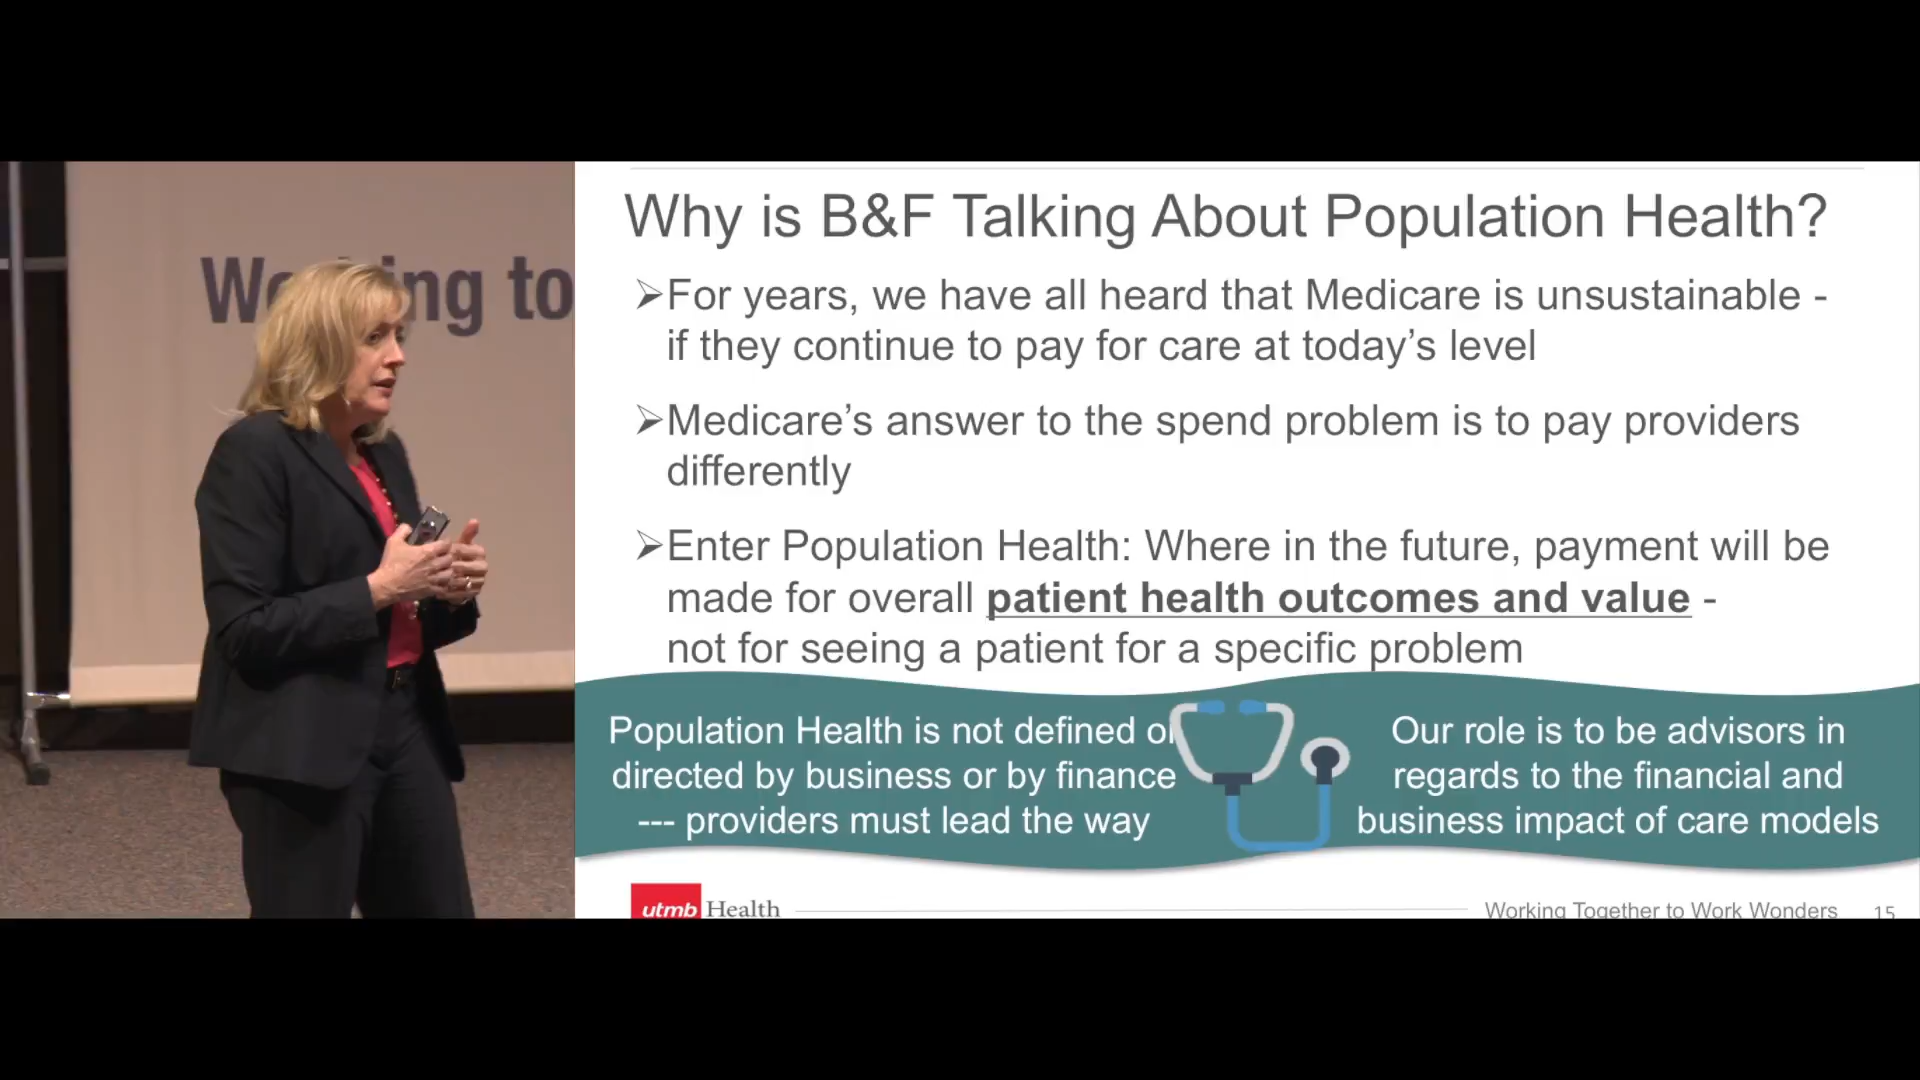 Working to
Why is B&F Talking About Population Health?
➢For years, we have all heard that Medicare is unsustainable -
if they continue to pay for care at today’s level
➢Medicare’s answer to the spend problem is to pay providers
differently
➢Enter Population Health: Where in the future, payment will be
made for overall patient health outcomes and value -
not for seeing a patient for a specific problem
Population Health is not defined or
directed by business or by finance
--- providers must lead the way
Our role is to be advisors in
regards to the financial and
business impact of care models
utmb Health
Working Together to Work Wonders 15